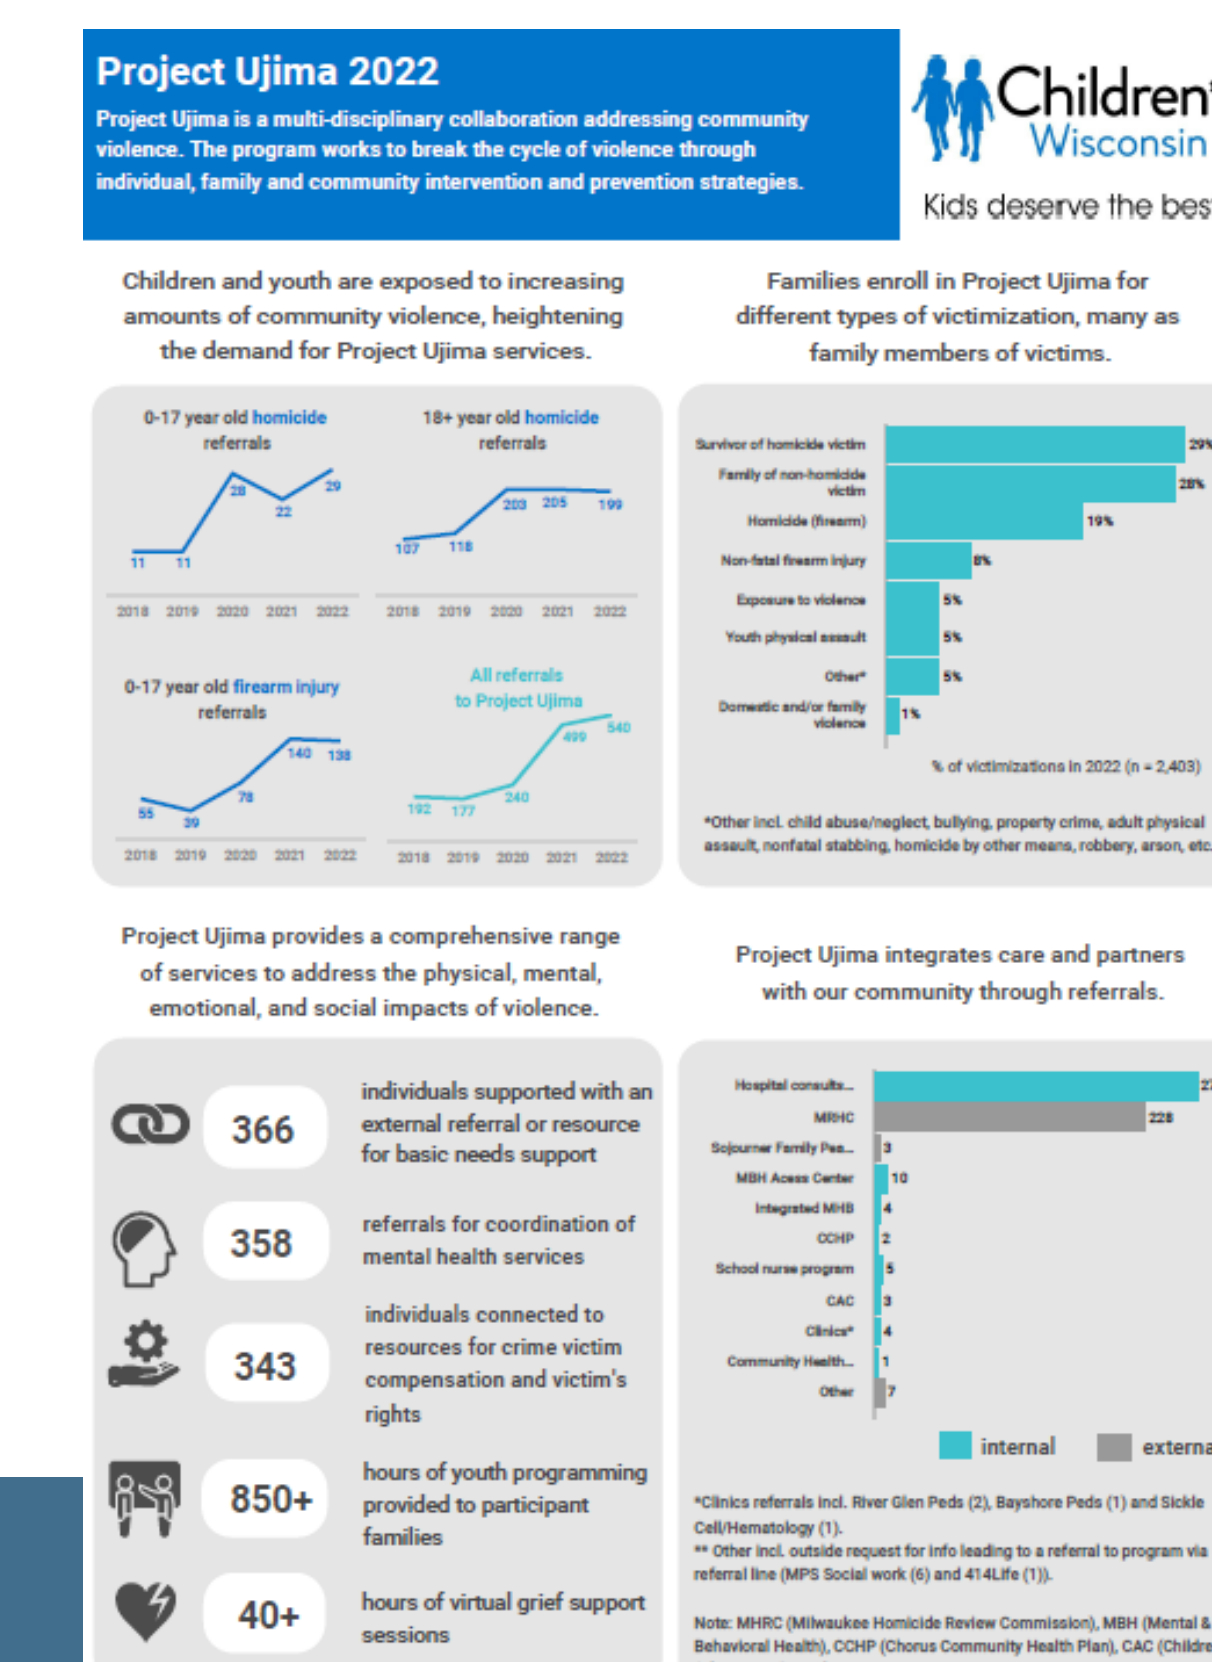 Project Ujima 2022
Project Ujima is a multi-disciplinary collaboration addressing community
violence. The program works to break the cycle of violence through
individual, family and community intervention and prevention strategies.
Children's
Wisconsin
Kids deserve the best
Children and youth are exposed to increasing
amounts of community violence, heightening
the demand for Project Ujima services.
0-17 year old homicide
referrals
28
29
22
11
11
2018 2019 2020 2021 2022
18+ year old homicide
referrals
203 205 199
107 118
2018 2019 2020 2021 2022
0-17 year old firearm injury
referrals
140 138
78
55
39
2018 2019 2020 2021 2022
All referrals
to Project Ujima
540
499
240
192 177
2018 2019 2020 2021 2022
Families enroll in Project Ujima for
different types of victimization, many as
family members of victims.
Survivor of homicide victim 29%
Family of non-homicide
victim 28%
Homicide (firearm) 19%
Non-fatal firearm injury 8%
Exposure to violence 5%
Youth physical assault 5%
Other* 5%
Domestic and/or family
violence 1%
% of victimizations in 2022 (n = 2,403)
*Other incl. child abuse/neglect, bullying, property crime, adult physical
assault, nonfatal stabbing, homicide by other means, robbery, arson, etc.
Project Ujima provides a comprehensive range
of services to address the physical, mental,
emotional, and social impacts of violence.
366
individuals supported with an
external referral or resource
for basic needs support
358
referrals for coordination of
mental health services
343
individuals connected to
resources for crime victim
compensation and victim's
rights
850+
hours of youth programming
provided to participant
families
40+
hours of virtual grief support
sessions
Project Ujima integrates care and partners
with our community through referrals.
Hospital consults...
MRHC 228
Sojourner Family Pea... 3
MBH Acess Center 10
Integrated MHB 4
CCHP 2
School nurse program 5
CAC 3
Clinics* 4
Community Health... 1
Other 7
internal
external
*Clinics referrals incl. River Glen Peds (2), Bayshore Peds (1) and Sickle
Cell/Hematology (1).
** Other incl. outside request for info leading to a referral to program via
referral line (MPS Social work (6) and 414Life (1)).
Note: MHRC (Milwaukee Homicide Review Commission), MBH (Mental &
Behavioral Health), CCHP (Chorus Community Health Plan), CAC (Childre